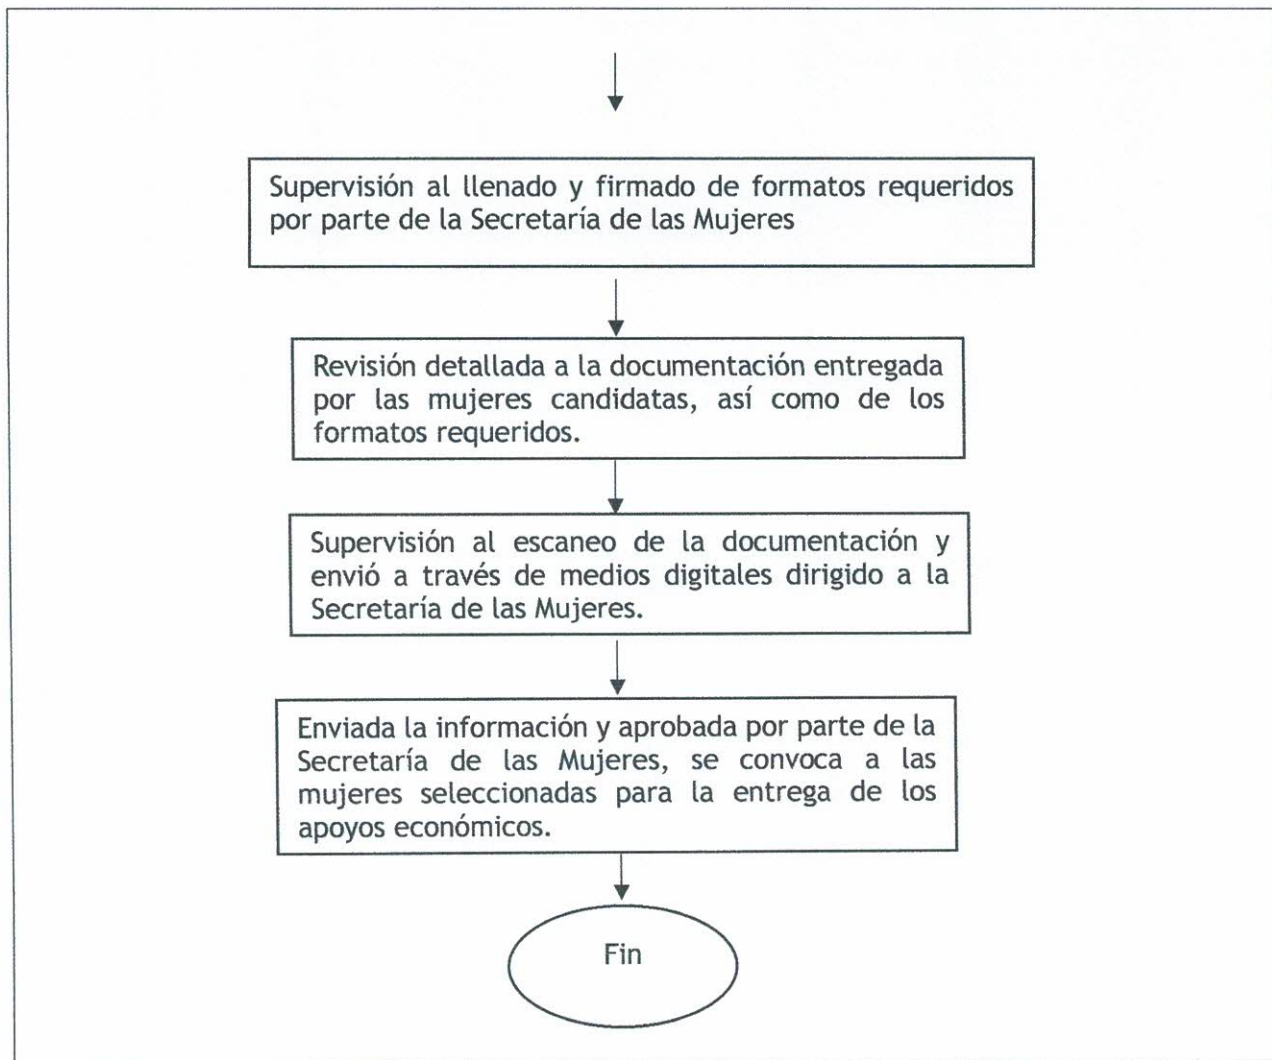 Supervisión al llenado y firmado de formatos requeridos
por parte de la Secretaría de las Mujeres
Revisión detallada a la documentación entregada
por las mujeres candidatas, así como de los
formatos requeridos.
Supervisión al escaneo de la documentación y
envió a través de medios digitales dirigido a la
Secretaría de las Mujeres.
Enviada la información y aprobada por parte de la
Secretaría de las Mujeres, se convoca a las
mujeres seleccionadas para la entrega de los
apoyos económicos.
Fin